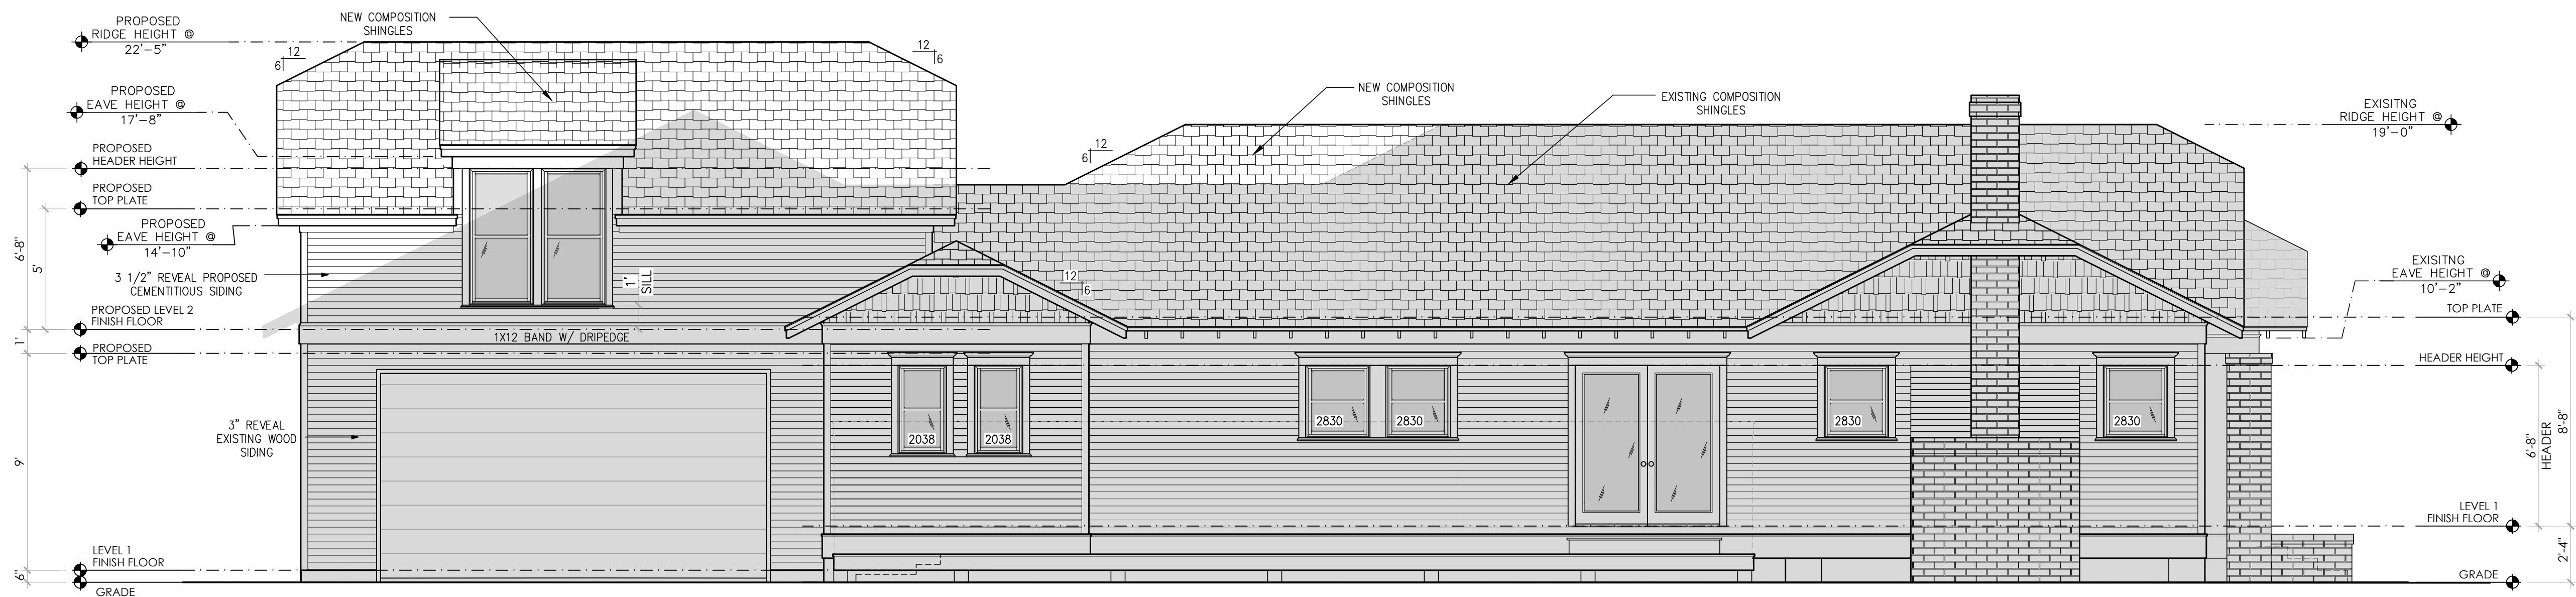 PROPOSED
RIDGE HEIGHT @
22'-5"
12
6
NEW COMPOSITION
SHINGLES
12
6
PROPOSED
EAVE HEIGHT @
17'-8"
PROPOSED
HEADER HEIGHT
PROPOSED
TOP PLATE
PROPOSED
EAVE HEIGHT @
14'-10"
6'-8"
5'
3 1/2" REVEAL PROPOSED
CEMENTITIOUS SIDING
PROPOSED LEVEL 2
FINISH FLOOR
1'
PROPOSED
TOP PLATE
1'
SILL
1X12 BAND W/ DRIPEDGE
9'
3" REVEAL
EXISTING WOOD
SIDING
LEVEL 1
FINISH FLOOR
6"
GRADE
12
6
NEW COMPOSITION
SHINGLES
EXISTING COMPOSITION
SHINGLES
12
6
2038
2038
2830
2830
2830
2830
EXISITNG
RIDGE HEIGHT @
19'-0"
EXISITNG
EAVE HEIGHT @
10'-2"
TOP PLATE
HEADER HEIGHT
6'-8"
HEADER
8'-8"
LEVEL 1
FINISH FLOOR
2'-4"
GRADE